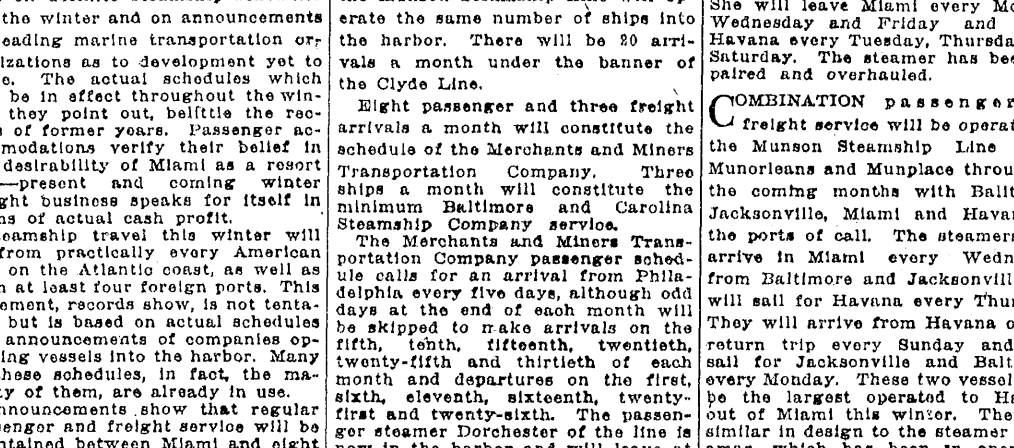 the winter and on announcements
eading marine transportation or-
izations as to development yet to
e. The actual schedules which
be in effect throughout the win-
they point out, belittle the rec-
s of former years. Passenger ac-
modations verify their belief in
desirability of Miami as a resort
—present and coming winter
ght business speaks for itself in
ns of actual cash profit.
eamship travel this winter will
from practically every American
on the Atlantic coast, as well as
n at least four foreign ports. This
ement, records show, is not tenta-
but is based on actual schedules
announcements of companies op-
ing vessels into the harbor. Many
hese schedules, in fact, the ma-
ty of them, are already in use.
nnouncements show that regular
enger and freight service will be
ntained between Miami and eight
erate the same number of ships into
the harbor. There will be 20 arri-
vals a month under the banner of
the Clyde Line.
Eight passenger and three freight
arrivals a month will constitute the
schedule of the Merchants and Miners
Transportation Company. Three
ships a month will constitute the
minimum Baltimore and Carolina
Steamship Company service.
The Merchants and Miners Trans-
portation Company passenger sched-
ule calls for an arrival from Phila-
delphia every five days, although odd
days at the end of each month will
be skipped to make arrivals on the
fifth, tenth, fifteenth, twentieth,
twenty-fifth and thirtieth of each
month and departures on the first,
sixth, eleventh, sixteenth, twenty-
first and twenty-sixth. The passen-
ger steamer Dorchester of the line is
now in the harbor and will leave at
She will leave Miami every Mo
Wednesday and Friday and
Havana every Tuesday, Thursda
Saturday. The steamer has bee
paired and overhauled.
COMBINATION passenger
freight service will be operat
the Munson Steamship Line
Munorleans and Munplace throu
the coming months with Balti
Jacksonville, Miami and Havan
the ports of call. The steamers
arrive in Miami every Wedn
from Baltimore and Jacksonvill
will sail for Havana every Thur
They will arrive from Havana o
return trip every Sunday and
sail for Jacksonville and Balt
every Monday. These two vessel
be the largest operated to Ha
out of Miami this winter. The
similar in design to the steamer